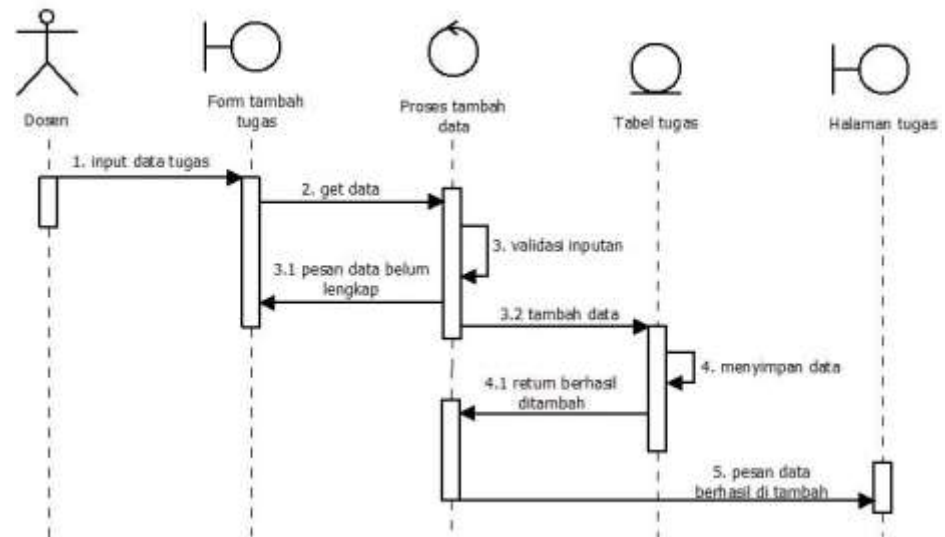 Dosen
Form tambah
tugas
Proses tambah
data
Tabel tugas
Halaman tugas
1. input data tugas
2. get data
3. validasi inputan
3.1 pesan data belum
lengkap
3.2 tambah data
4. menyimpan data
4.1 return berhasil
ditambah
5. pesan data
berhasil di tambah